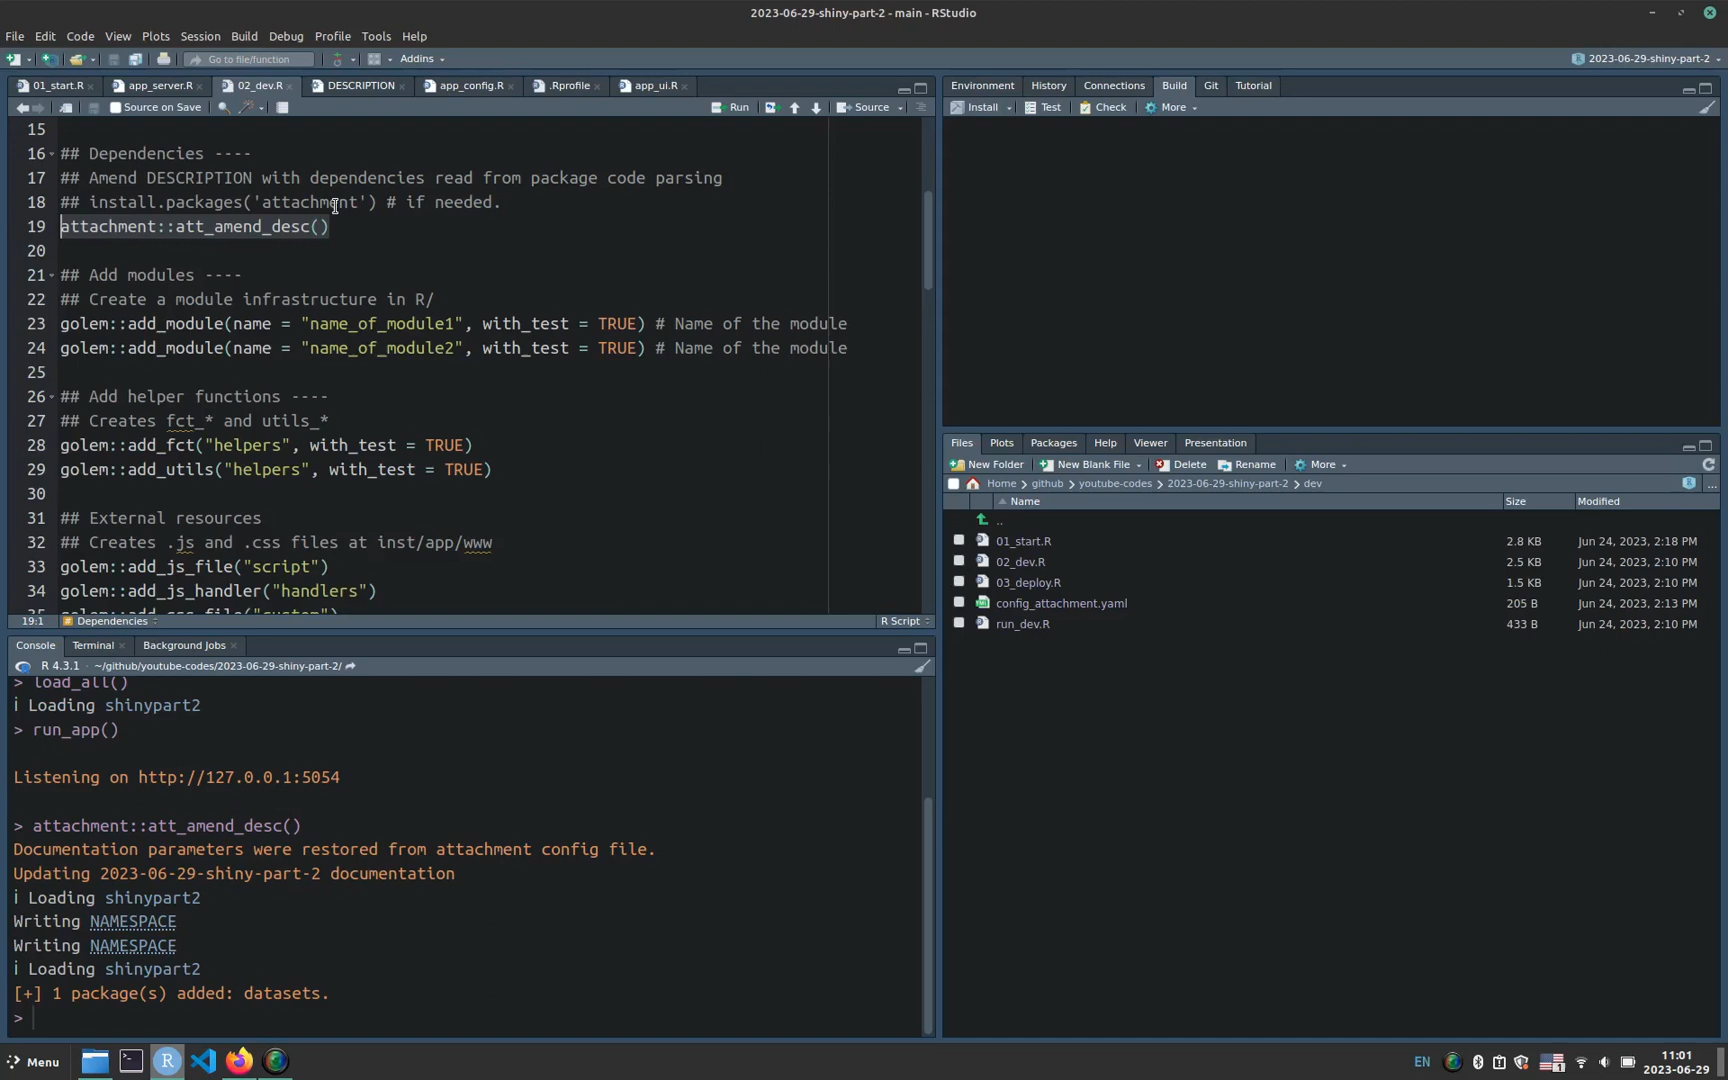 2023-06-29-shiny-part-2 - main - RStudio
File Edit Code View Plots Session Build Debug Profile Tools Help
Go to file/function Addins 2023-06-29-shiny-part-2
01_start.R app_server.R 02_dev.R DESCRIPTION app_config.R .Rprofile app_ui.R
Source on Save Run Source
15
16 ## Dependencies ----
17 ## Amend DESCRIPTION with dependencies read from package code parsing
18 ## install.packages('attachment') # if needed.
19 attachment::att_amend_desc()
20
21 ## Add modules ----
22 ## Create a module infrastructure in R/
23 golem::add_module(name = "name_of_module1", with_test = TRUE) # Name of the module
24 golem::add_module(name = "name_of_module2", with_test = TRUE) # Name of the module
25
26 ## Add helper functions ----
27 ## Creates fct_* and utils_*
28 golem::add_fct("helpers", with_test = TRUE)
29 golem::add_utils("helpers", with_test = TRUE)
30
31 ## External resources
32 ## Creates .js and .css files at inst/app/www
33 golem::add_js_file("script")
34 golem::add_js_handler("handlers")
35 golem::add_css_file("custom")
19:1 # Dependencies R Script
Console Terminal Background Jobs
R 4.3.1 · ~/github/youtube-codes/2023-06-29-shiny-part-2/
> load_all()
ℹ Loading shinypart2
> run_app()
Listening on http://127.0.0.1:5054
> attachment::att_amend_desc()
Documentation parameters were restored from attachment config file.
Updating 2023-06-29-shiny-part-2 documentation
ℹ Loading shinypart2
Writing NAMESPACE
Writing NAMESPACE
ℹ Loading shinypart2
[+] 1 package(s) added: datasets.
>
Environment History Connections Build Git Tutorial
Install Test Check More
Files Plots Packages Help Viewer Presentation
New Folder New Blank File Delete Rename More
Home github youtube-codes 2023-06-29-shiny-part-2 dev ...
Name Size Modified
..
01_start.R 2.8 KB Jun 24, 2023, 2:18 PM
02_dev.R 2.5 KB Jun 24, 2023, 2:10 PM
03_deploy.R 1.5 KB Jun 24, 2023, 2:10 PM
config_attachment.yaml 205 B Jun 24, 2023, 2:13 PM
run_dev.R 433 B Jun 24, 2023, 2:10 PM
Menu R EN 1 11:01
2023-06-29